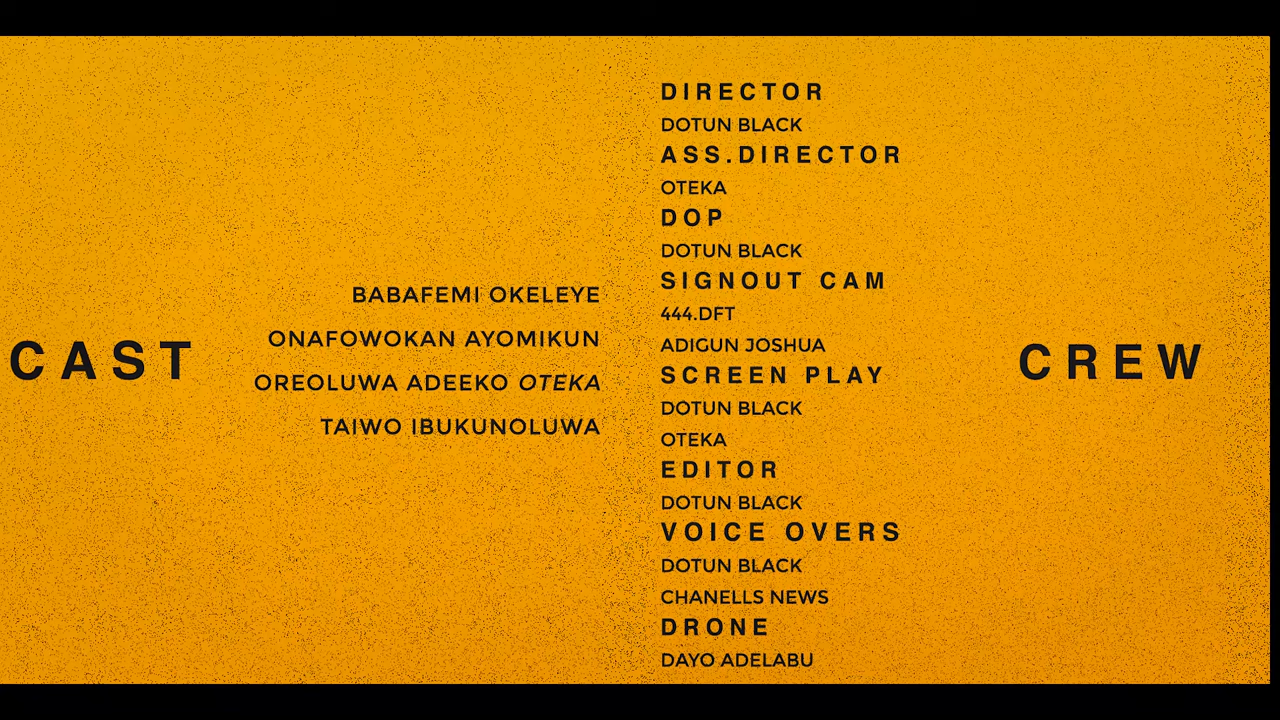 CAST
BABAFEMI OKELEYE
ONAFOWOKAN AYOMIKUN
OREOLUWA ADEEKO OTEKA
TAIWO IBUKUNOLUWA
DIRECTOR
DOTUN BLACK
ASS.DIRECTOR
OTEKA
DOP
DOTUN BLACK
SIGNOUT CAM
444.DFT
ADIGUN JOSHUA
SCREEN PLAY
DOTUN BLACK
OTEKA
EDITOR
DOTUN BLACK
VOICE OVERS
DOTUN BLACK
CHANELLS NEWS
DRONE
DAYO ADELABU
CREW